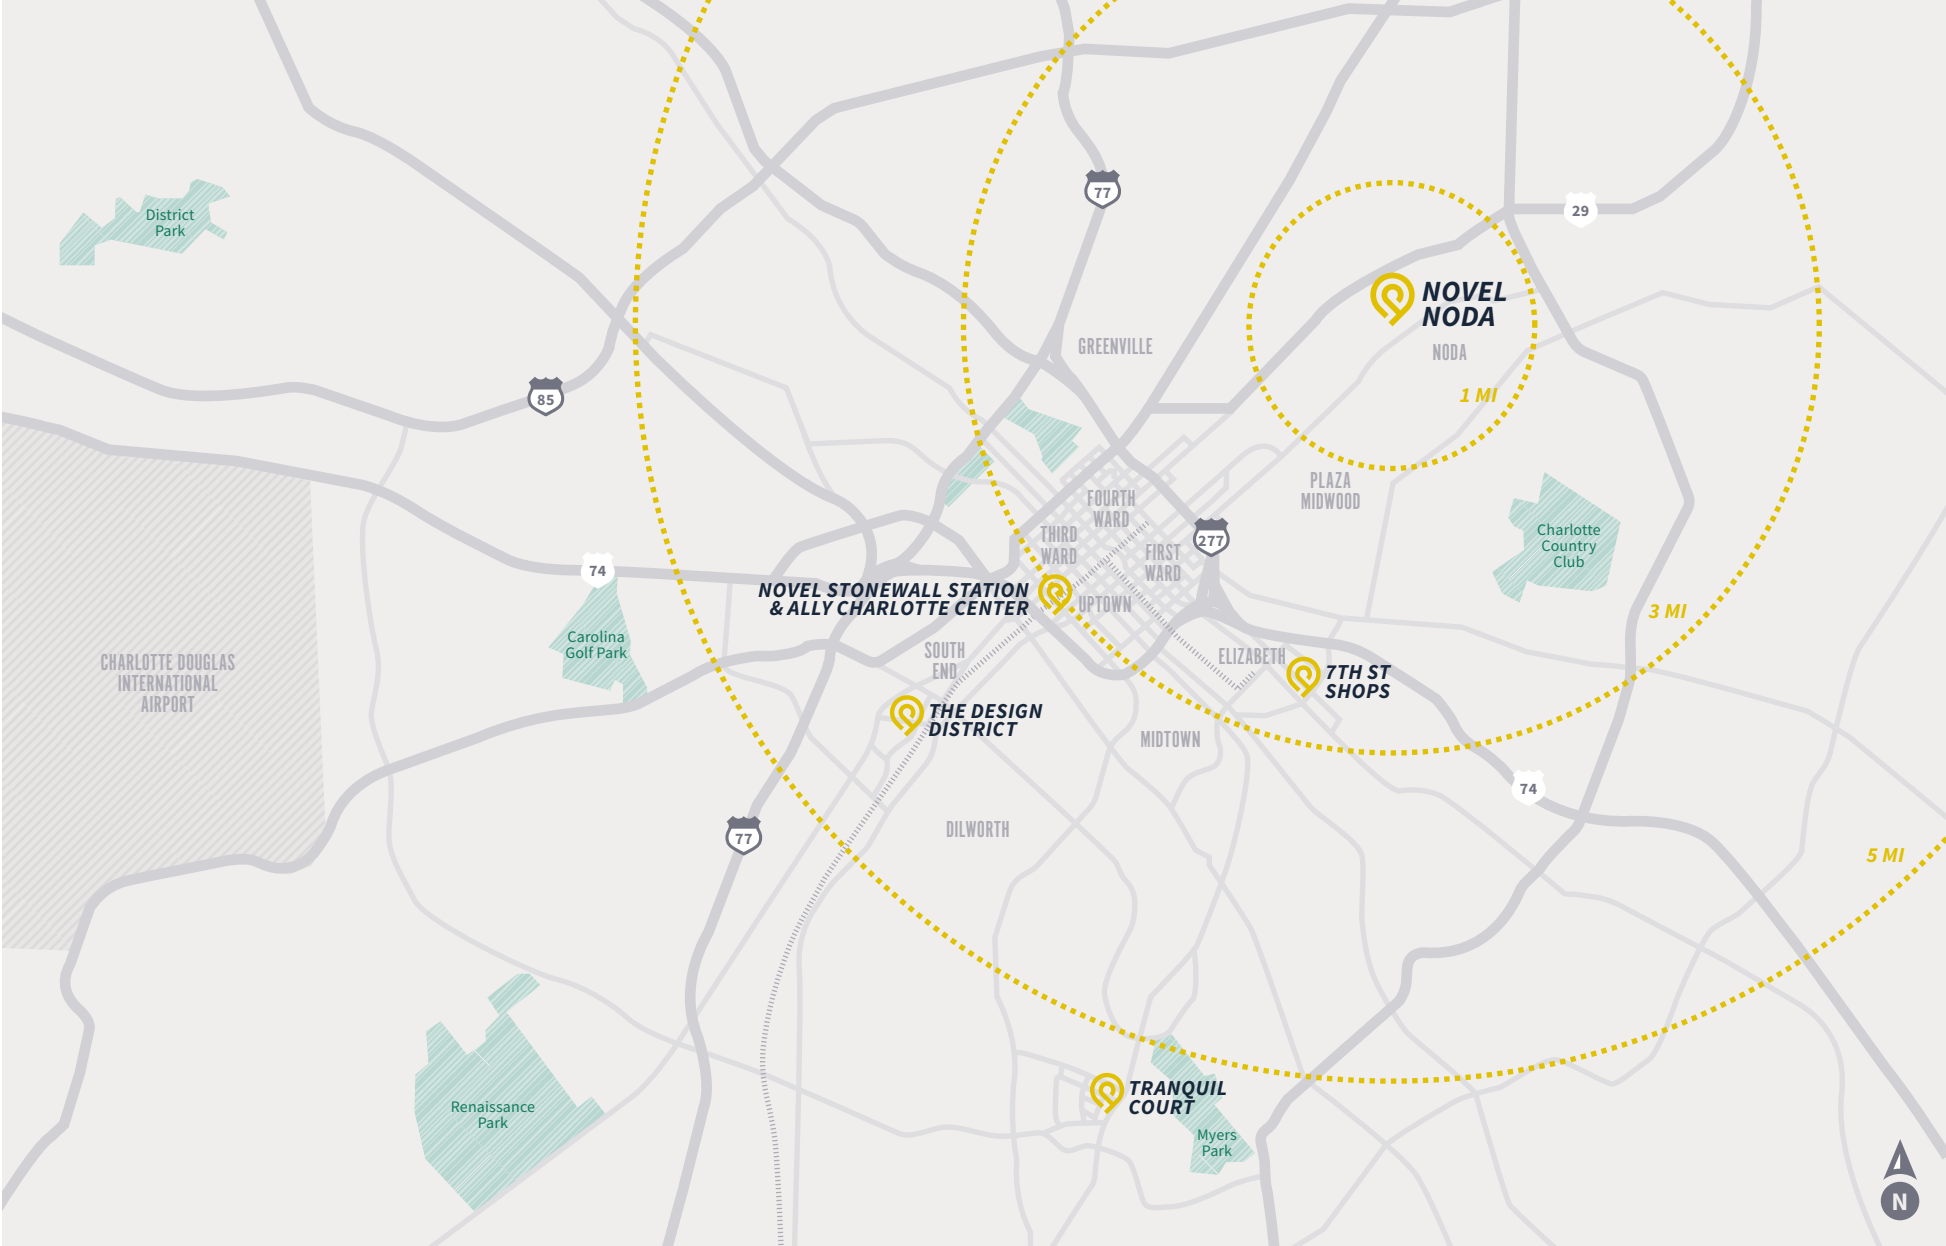 77
29
District
Park
NOVEL
NODA
GREENVILLE
NODA
85
1 MI
PLAZA
MIDWOOD
FOURTH
WARD
THIRD
WARD
277
FIRST
WARD
Charlotte
Country
Club
74
NOVEL STONEWALL STATION
& ALLY CHARLOTTE CENTER
UPTOWN
3 MI
Carolina
Golf Park
CHARLOTTE DOUGLAS
INTERNATIONAL
AIRPORT
SOUTH
END
ELIZABETH
7TH ST
SHOPS
THE DESIGN
DISTRICT
MIDTOWN
74
77
DILWORTH
5 MI
Renaissance
Park
TRANQUIL
COURT
Myers
Park
N